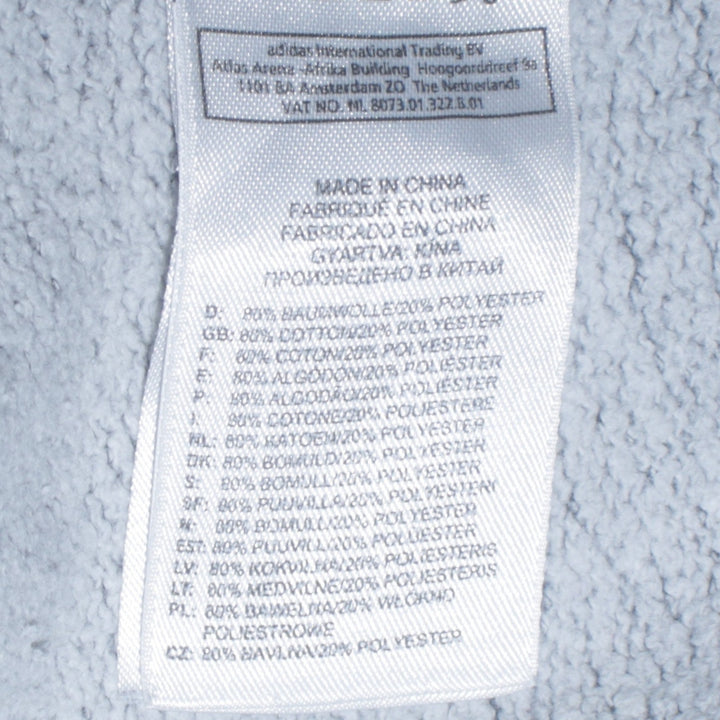 adidas International Trading BV
Atlas Arena -Afrika Building Hoogoorddreef 9a
1101 BA Amsterdam ZO The Netherlands
VAT NO. NL 8073.01.322.B.01
MADE IN CHINA
FABRIQUÉ EN CHINE
FABRICADO EN CHINA
GYÁRTVA: KÍNA
ПРОИЗВЕДЕНО В КИТАЙ
D: 80% BAUMWOLLE/20% POLYESTER
GB: 80% COTTON/20% POLYESTER
F: 80% COTON/20% POLYESTER
E: 80% ALGODÓN/20% POLIÉSTER
P: 80% ALGODÃO/20% POLIÉSTER
I: 80% COTONE/20% POLIESTERE
NL: 80% KATOEN/20% POLYESTER
DK: 80% BOMULD/20% POLYESTER
S: 80% BOMULL/20% POLYESTER
SF: 80% PUUVILLA/20% POLYESTERI
N: 80% BOMULL/20% POLYESTER
EST: 80% PUUVILL/20% POLÜESTER
LV: 80% KOKVILNA/20% POLIESTERIS
LT: 80% MEDVILNĖ/20% POLIESTERIS
PL: 80% BAWEŁNA/20% WŁÓKNO
POLIESTROWE
CZ: 80% BAVLNA/20% POLYESTER